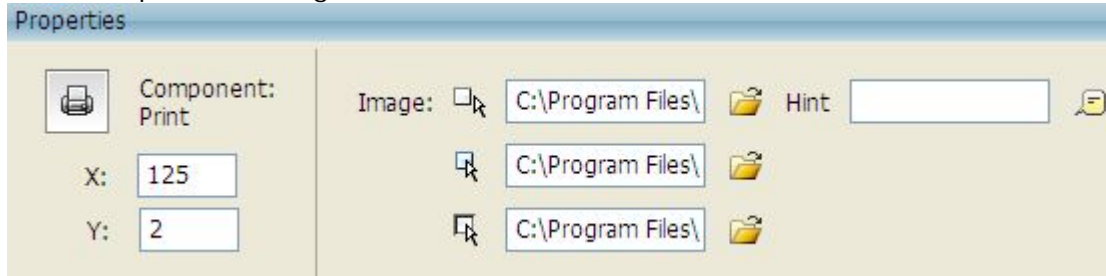 Properties
Component:
Print
X: 125
Y: 2
Image: C:\Program Files\ Hint
C:\Program Files\
C:\Program Files\